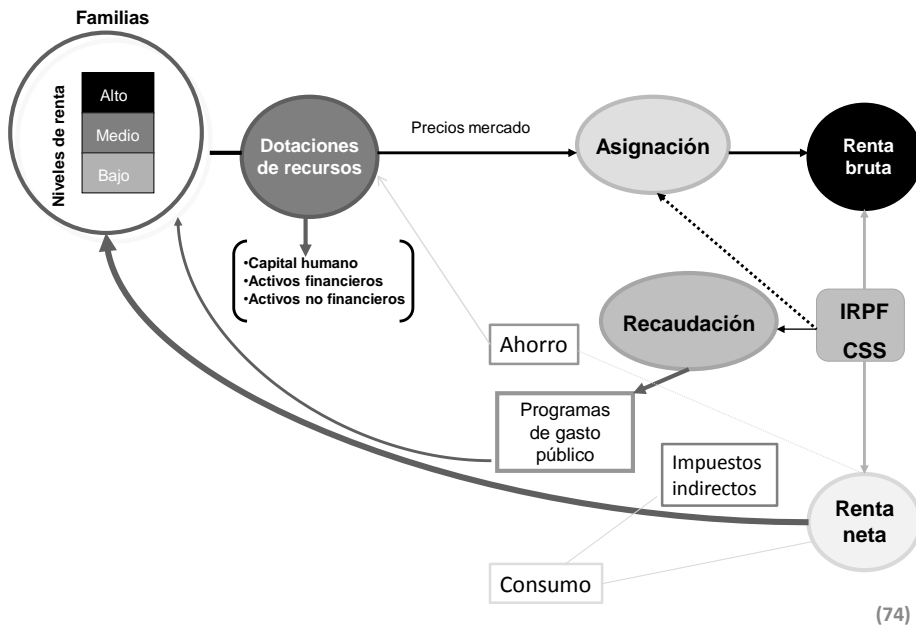 Familias
Niveles de renta
Alto
Medio
Bajo
Dotaciones
de recursos
Precios mercado
Asignación
Renta
bruta
•Capital humano
•Activos financieros
•Activos no financieros
IRPF
CSS
Recaudación
Ahorro
Programas
de gasto
público
Impuestos
indirectos
Renta
neta
Consumo
(74)